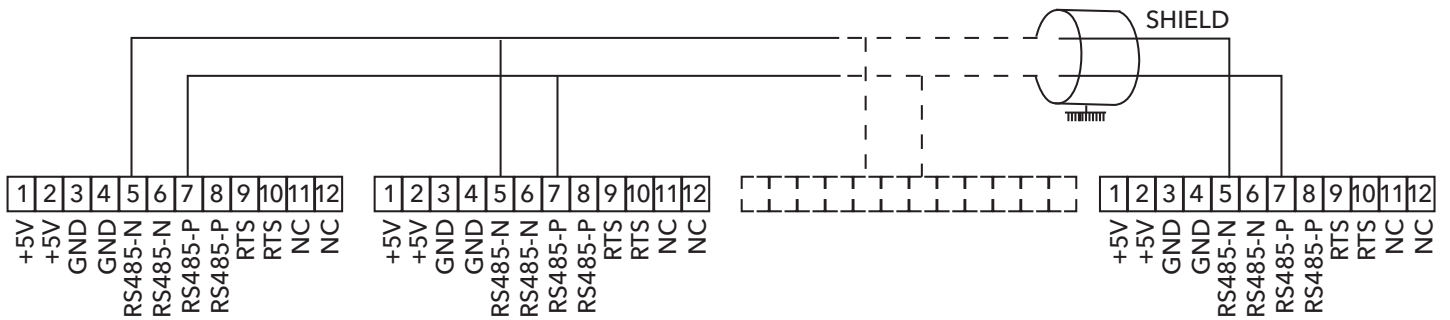 SHIELD
1 2 3 4 5 6 7 8 9 10 11 12
+5V
+5V
GND
GND
RS485-N
RS485-N
RS485-P
RS485-P
RTS
RTS
NC
NC
1 2 3 4 5 6 7 8 9 10 11 12
+5V
+5V
GND
GND
RS485-N
RS485-N
RS485-P
RS485-P
RTS
RTS
NC
NC
1 2 3 4 5 6 7 8 9 10 11 12
+5V
+5V
GND
GND
RS485-N
RS485-N
RS485-P
RS485-P
RTS
RTS
NC
NC